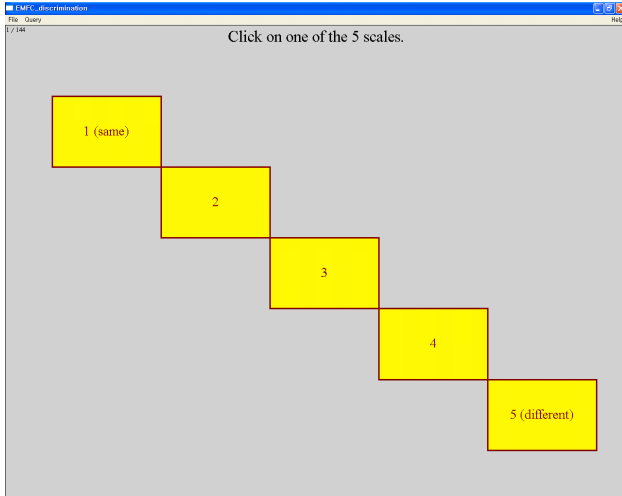 EMFC_discrimination
File Query Help
1 / 144
Click on one of the 5 scales.
1 (same)
2
3
4
5 (different)